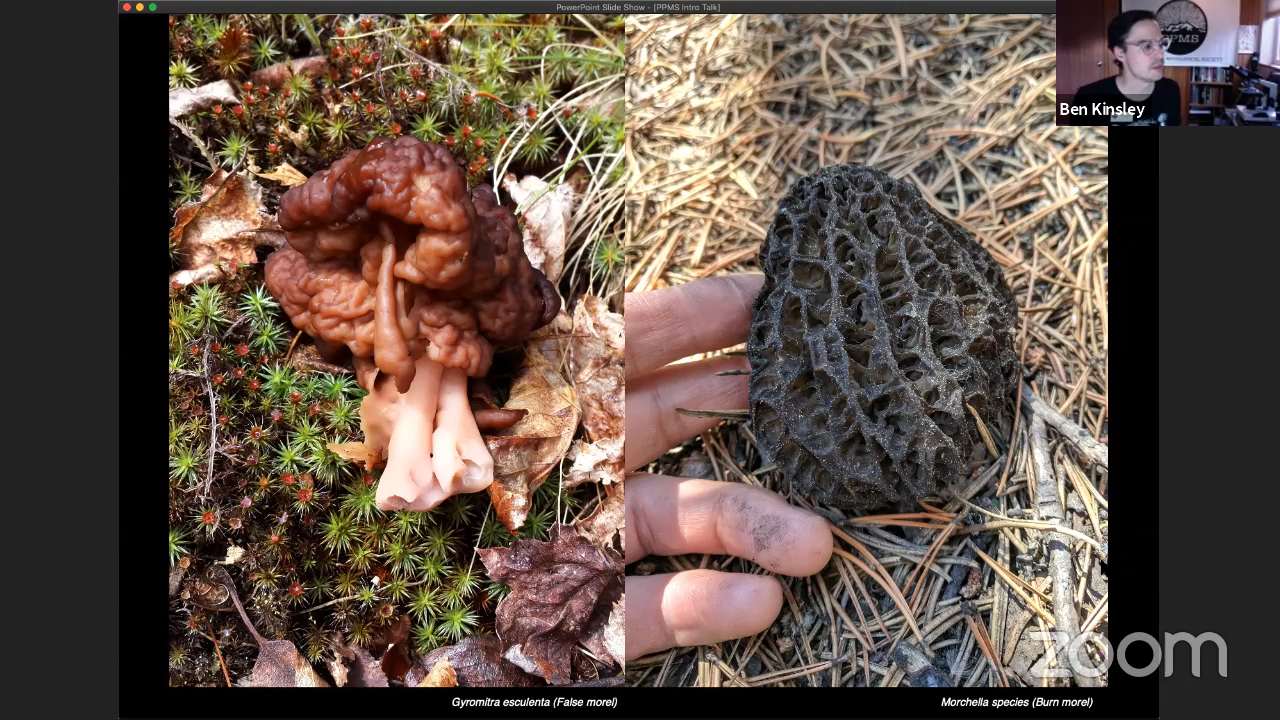 PowerPoint Slide Show - [PPMS Intro Talk]
PPMS
Ben Kinsley
zoom
Gyromitra esculenta (False morel)
Morchella species (Burn morel)